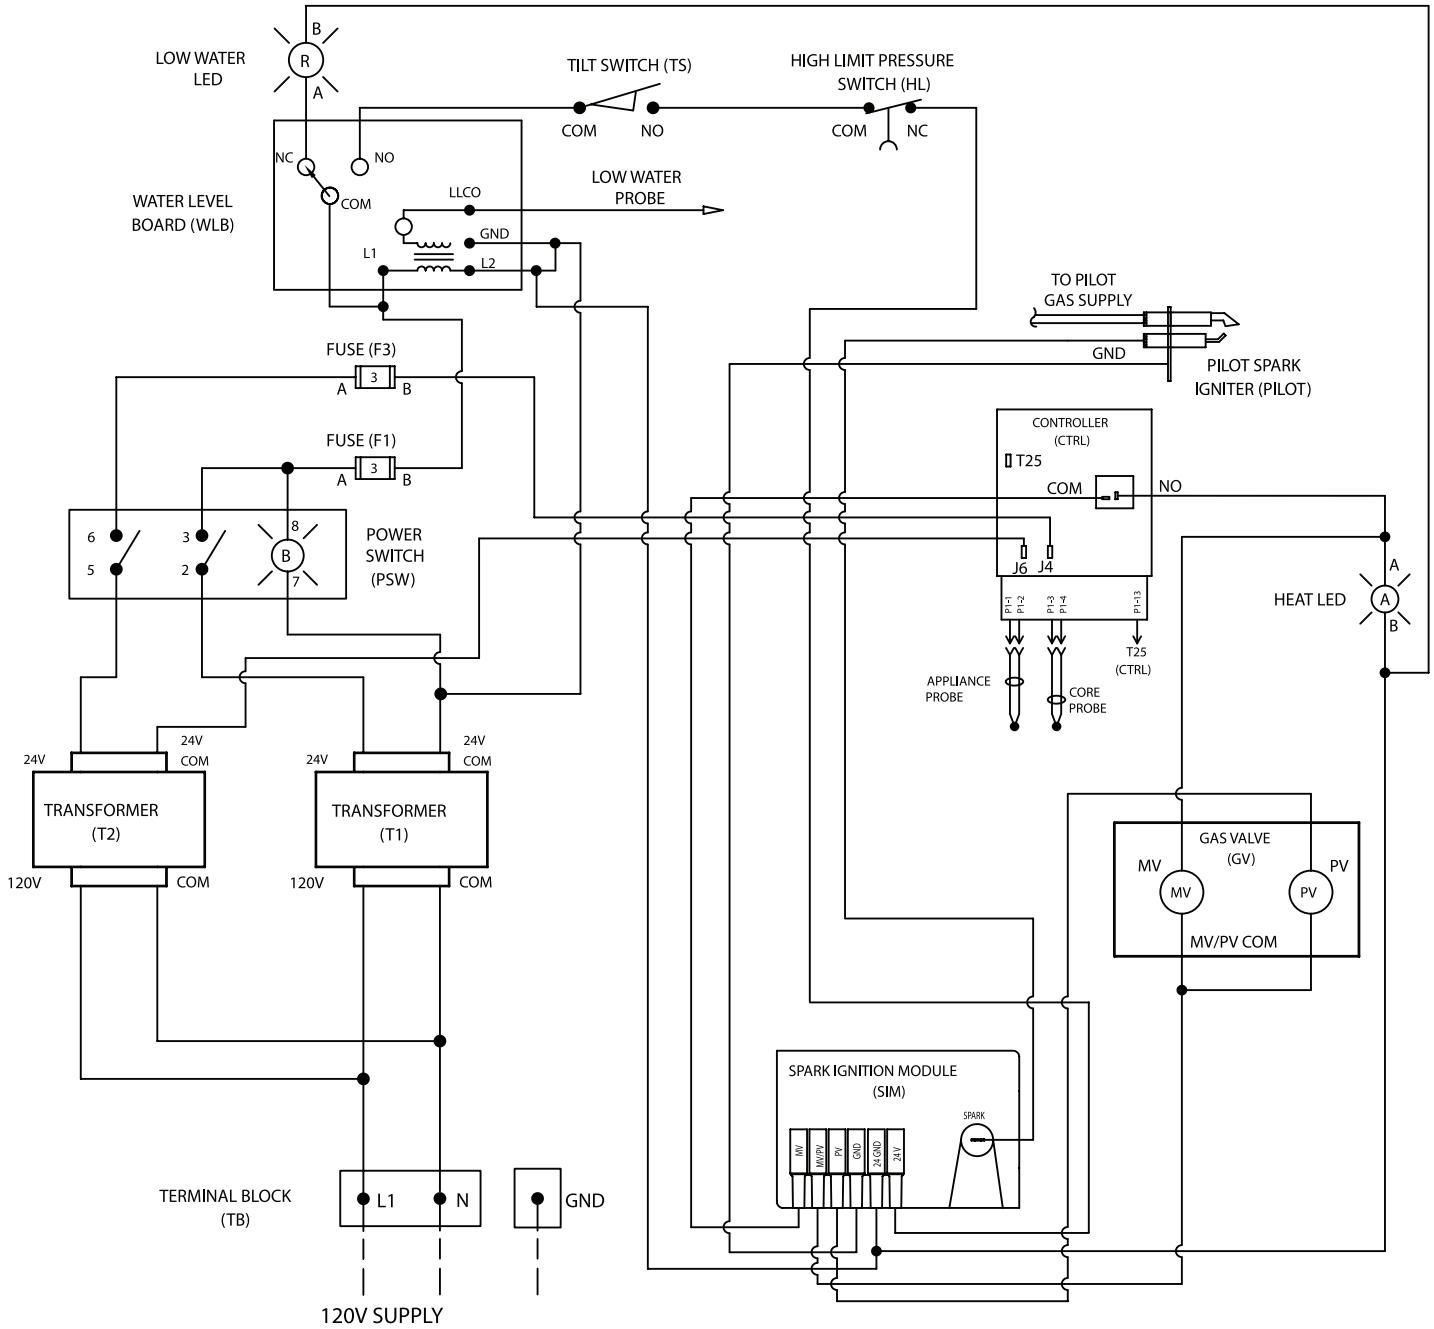 B
LOW WATER
LED
R
A
TILT SWITCH (TS)
HIGH LIMIT PRESSURE
SWITCH (HL)
COM
NO
COM
NC
NC
NO
COM
WATER LEVEL
BOARD (WLB)
LLCO
LOW WATER
PROBE
GND
L1
L2
TO PILOT
GAS SUPPLY
GND
PILOT SPARK
IGNITER (PILOT)
FUSE (F3)
A
3
B
FUSE (F1)
A
3
B
CONTROLLER
(CTRL)
T25
COM
NO
J6
J4
P1-1
P1-2
P1-3
P1-4
P1-13
T25
(CTRL)
APPLIANCE
PROBE
CORE
PROBE
6
5
3
2
8
B
7
POWER
SWITCH
(PSW)
HEAT LED
A
A
B
24V
24V
COM
TRANSFORMER
(T2)
120V
COM
24V
24V
COM
TRANSFORMER
(T1)
120V
COM
GAS VALVE
(GV)
MV
MV
PV
PV
MV/PV COM
SPARK IGNITION MODULE
(SIM)
SPARK
MV
MV/PV
PV
GND
24 GND
24 V
TERMINAL BLOCK
(TB)
L1
N
GND
120V SUPPLY